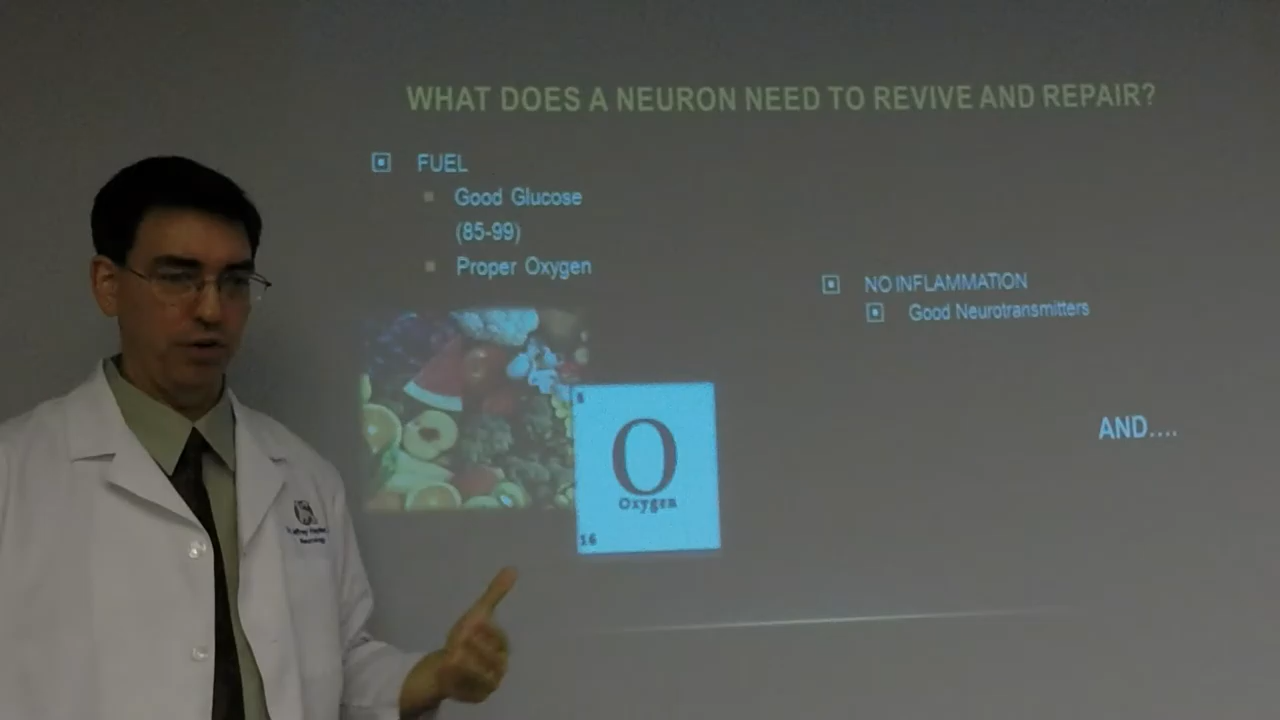 WHAT DOES A NEURON NEED TO REVIVE AND REPAIR?
FUEL
Good Glucose
(85-99)
Proper Oxygen
NO INFLAMMATION
Good Neurotransmitters
AND....
8
O
Oxygen
16
Neurology